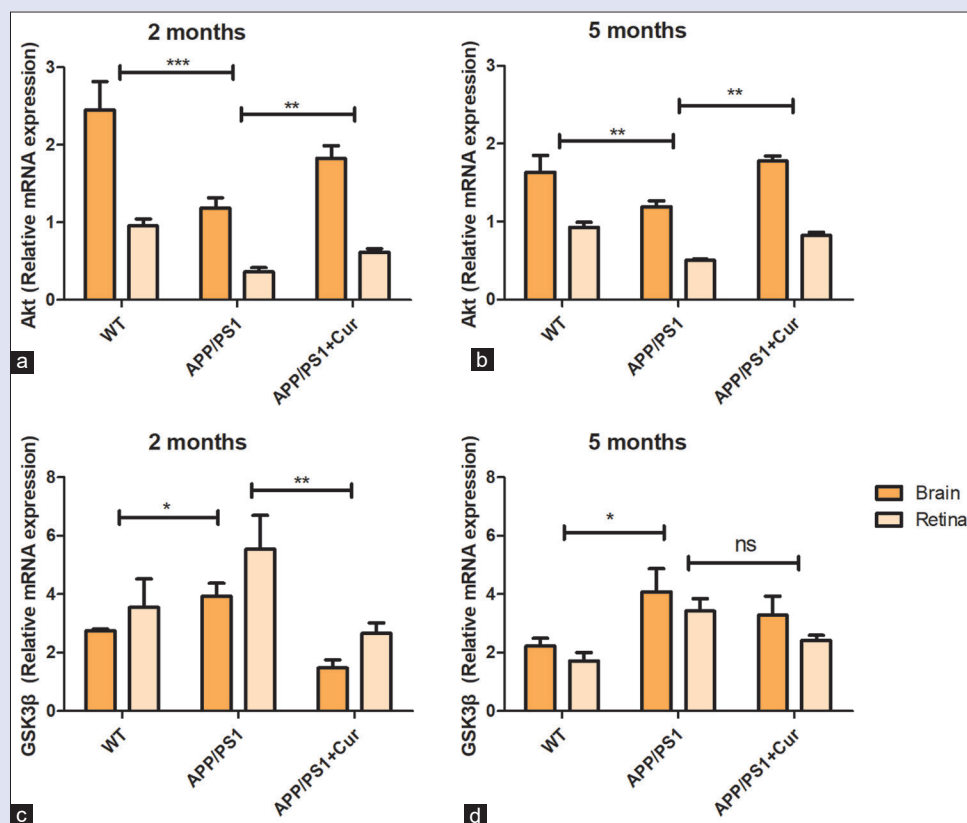 2 months
Akt (Relative mRNA expression)
3
2
1
0
***
**
WT
APP/PS1
APP/PS1+Cur
a
5 months
Akt (Relative mRNA expression)
3
2
1
0
**
**
WT
APP/PS1
APP/PS1+Cur
b
2 months
GSK3β (Relative mRNA expression)
8
6
4
2
0
*
**
WT
APP/PS1
APP/PS1+Cur
c
5 months
GSK3β (Relative mRNA expression)
8
6
4
2
0
*
ns
WT
APP/PS1
APP/PS1+Cur
d
Brain
Retina